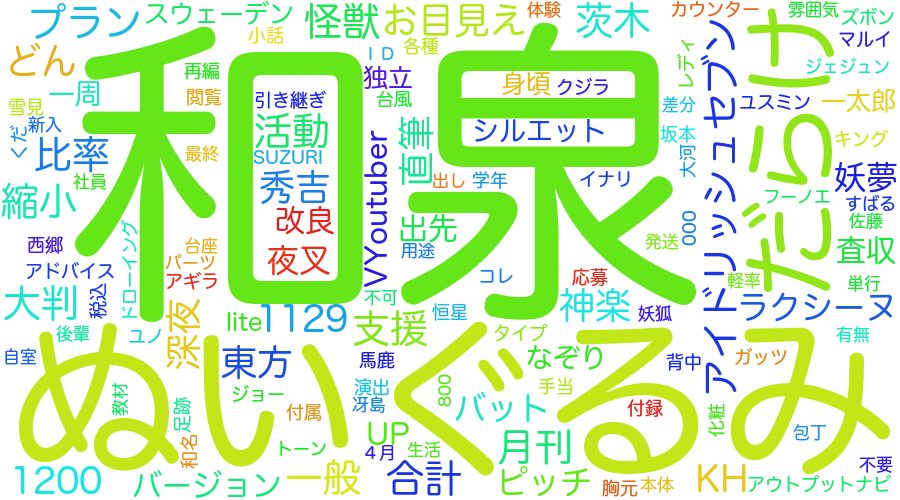 プラン
スウェーデン
怪獣
お目見え
体験
茨木
カウンター
雰囲気
ズボン
マルイ
ジェジュン
どん
小話
ＩＤ
各種
レディ
再編
独立
台風
身頃
クジラ
一周
閲覧
引き継ぎ
差分
ユスミン
一太郎
雪見
新入
くだ
活動
直筆
シルエット
坂本
キング
和泉
だらけ
アイドリッシュセブン
比率
最終
SUZURI
VYoutuber
大河
妖夢
社員
秀吉
出し
学年
イナリ
フーノエ
すばる
縮小
改良
出先
000
佐藤
西郷
ドローイング
台座
夜叉
用途
発送
査収
アドバイス
パーツ
アギラ
コレ
応募
軽率
単行
大判
税込
不可
恒星
神楽
妖狐
ラクシーヌ
lite
1129
支援
後輩
ユノ
深夜
タイプ
有無
自室
東方
馬鹿
なぞり
背中
ガッツ
ぬいぐるみ
教材
足跡
ジョー
演出
冴島
800
手当
バット
付属
付録
化粧
包丁
和名
トーン
UP
生活
４月
月刊
1200
バージョン
一般
合計
ピッチ
胸元
本体
KH
不要
アウトプットナビ